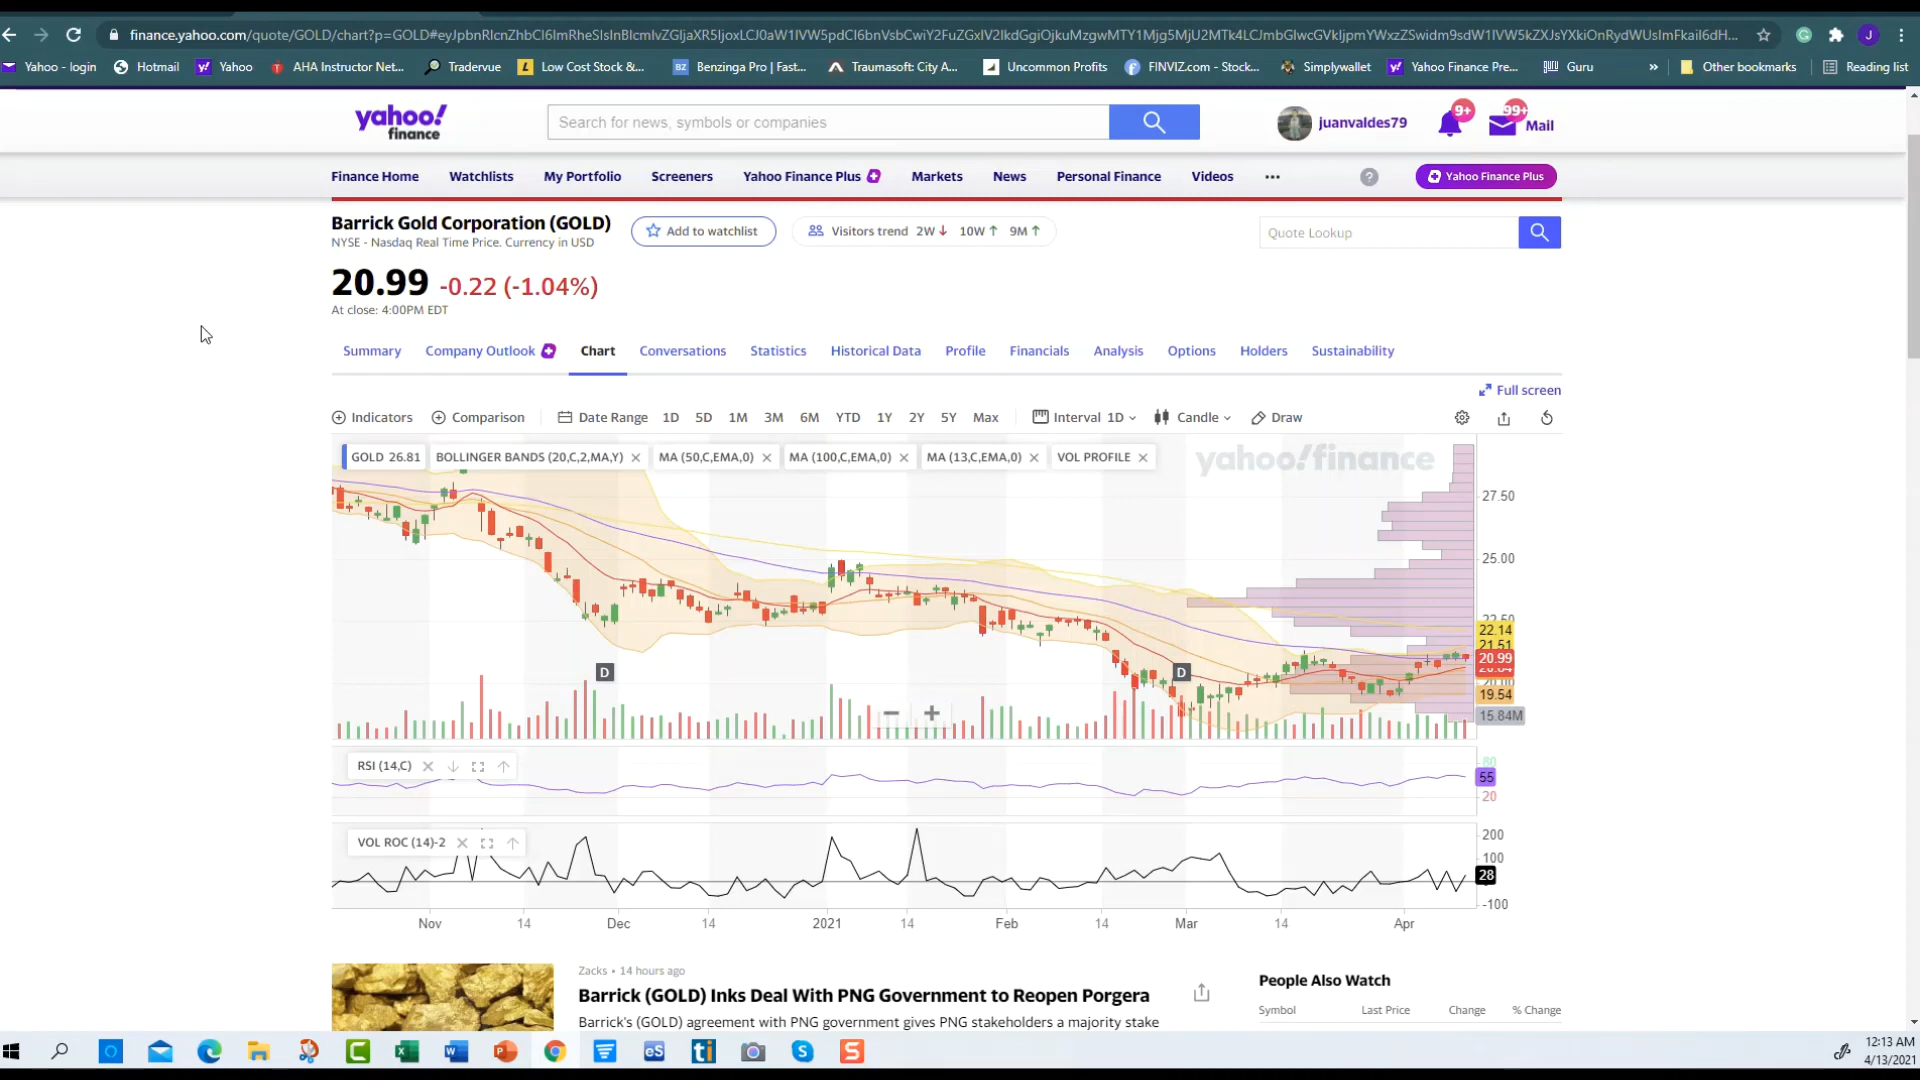 finance.yahoo.com/quote/GOLD/chart?p=GOLD#
Yahoo - login Hotmail Yahoo AHA Instructor Net... Tradervue Low Cost Stock &... Benzinga Pro | Fast... Traumasoft: City A... Uncommon Profits FINVIZ.com - Stock... Simplywallet Yahoo Finance Pre... Guru » Other bookmarks Reading list
yahoo!
finance
Search for news, symbols or companies
juanvaldes79 9+ 99+ Mail
Finance Home Watchlists My Portfolio Screeners Yahoo Finance Plus Markets News Personal Finance Videos ••• ? Yahoo Finance Plus
Barrick Gold Corporation (GOLD)
NYSE - Nasdaq Real Time Price. Currency in USD
Add to watchlist
Visitors trend 2W↓ 10W↑ 9M↑
Quote Lookup
20.99 -0.22 (-1.04%)
At close: 4:00PM EDT
Summary Company Outlook Chart Conversations Statistics Historical Data Profile Financials Analysis Options Holders Sustainability
Full screen
Indicators Comparison Date Range 1D 5D 1M 3M 6M YTD 1Y 2Y 5Y Max Interval 1D Candle Draw
GOLD 26.81 BOLLINGER BANDS (20,C,2,MA,Y) MA (50,C,EMA,0) MA (100,C,EMA,0) MA (13,C,EMA,0) VOL PROFILE
yahoo!finance
27.50
25.00
22.50
22.14
21.51
20.99
20.00
19.54
15.84M
D
D
RSI (14,C)
80
55
20
VOL ROC (14)-2
200
100
28
-100
Nov 14 Dec 14 2021 14 Feb 14 Mar 14 Apr
Zacks • 14 hours ago
Barrick (GOLD) Inks Deal With PNG Government to Reopen Porgera
Barrick's (GOLD) agreement with PNG government gives PNG stakeholders a majority stake
People Also Watch
Symbol Last Price Change % Change
12:13 AM
4/13/2021